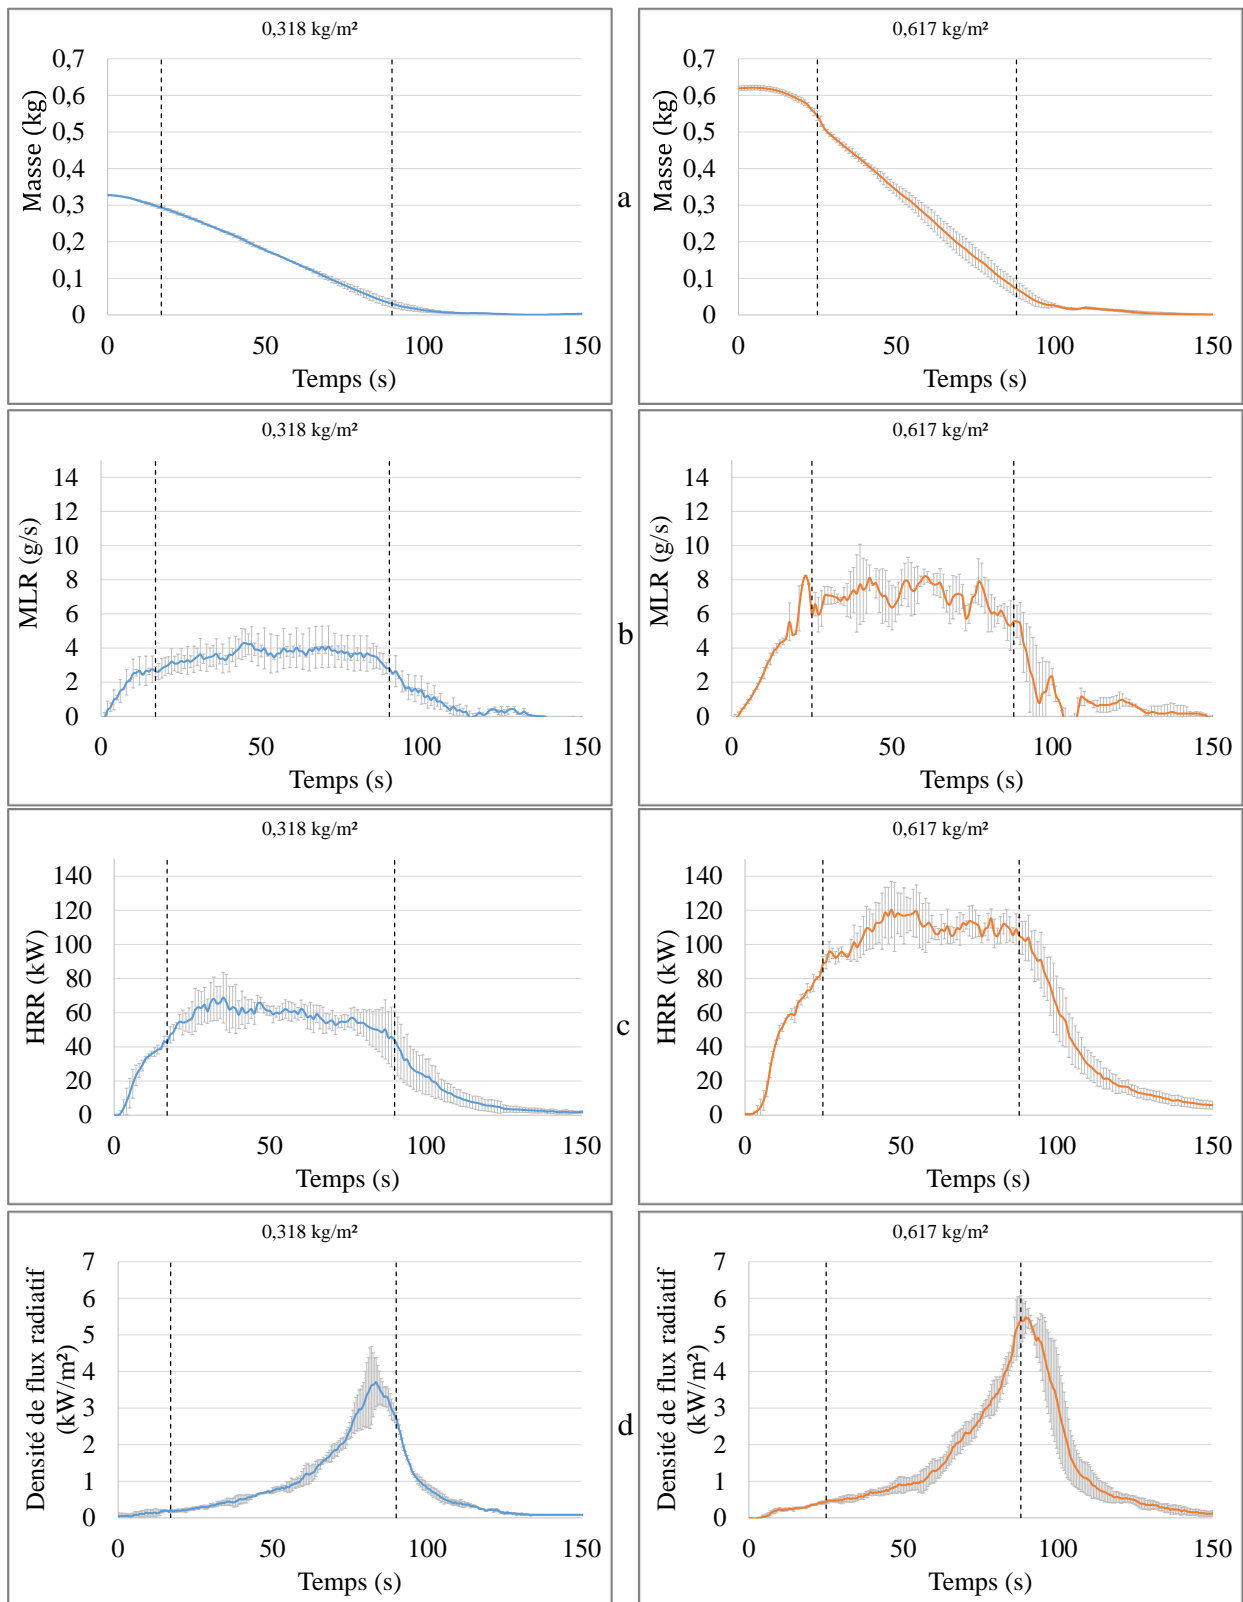 0,318 kg/m²
0,7
0,6
0,5
0,4
0,3
0,2
0,1
0
Masse (kg)
0 50 100 150
Temps (s)
a
0,617 kg/m²
0,7
0,6
0,5
0,4
0,3
0,2
0,1
0
Masse (kg)
0 50 100 150
Temps (s)
0,318 kg/m²
14
12
10
8
6
4
2
0
MLR (g/s)
0 50 100 150
Temps (s)
b
0,617 kg/m²
14
12
10
8
6
4
2
0
MLR (g/s)
0 50 100 150
Temps (s)
0,318 kg/m²
140
120
100
80
60
40
20
0
HRR (kW)
0 50 100 150
Temps (s)
c
0,617 kg/m²
140
120
100
80
60
40
20
0
HRR (kW)
0 50 100 150
Temps (s)
0,318 kg/m²
7
6
5
4
3
2
1
0
Densité de flux radiatif
(kW/m²)
0 50 100 150
Temps (s)
d
0,617 kg/m²
7
6
5
4
3
2
1
0
Densité de flux radiatif
(kW/m²)
0 50 100 150
Temps (s)